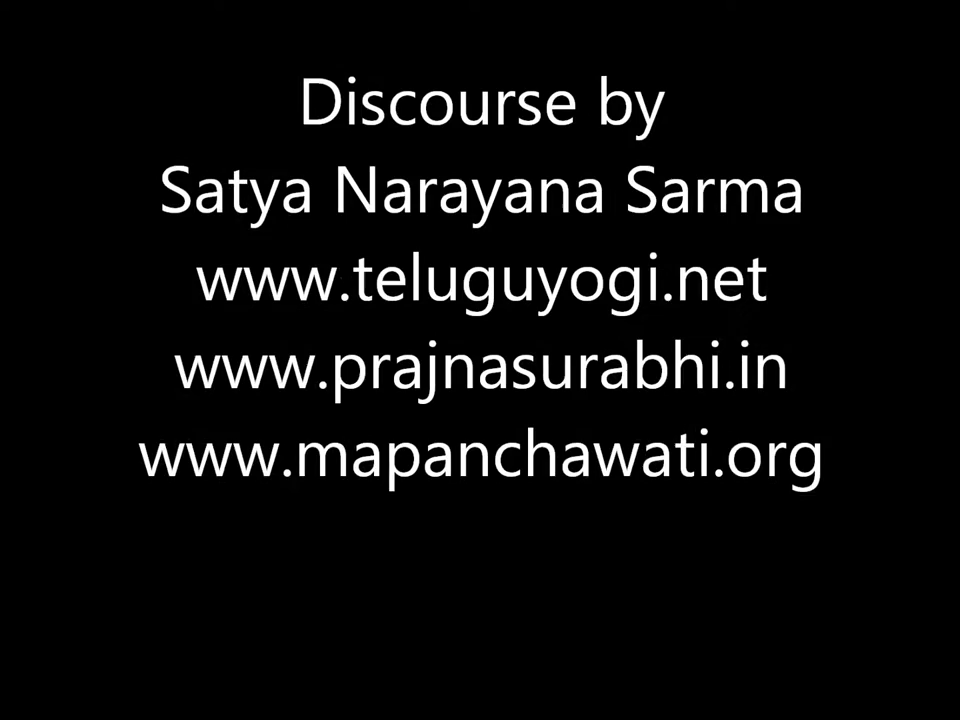 Discourse by
Satya Narayana Sarma
www.teluguyogi.net
www.prajnasurabhi.in
www.mapanchawati.org